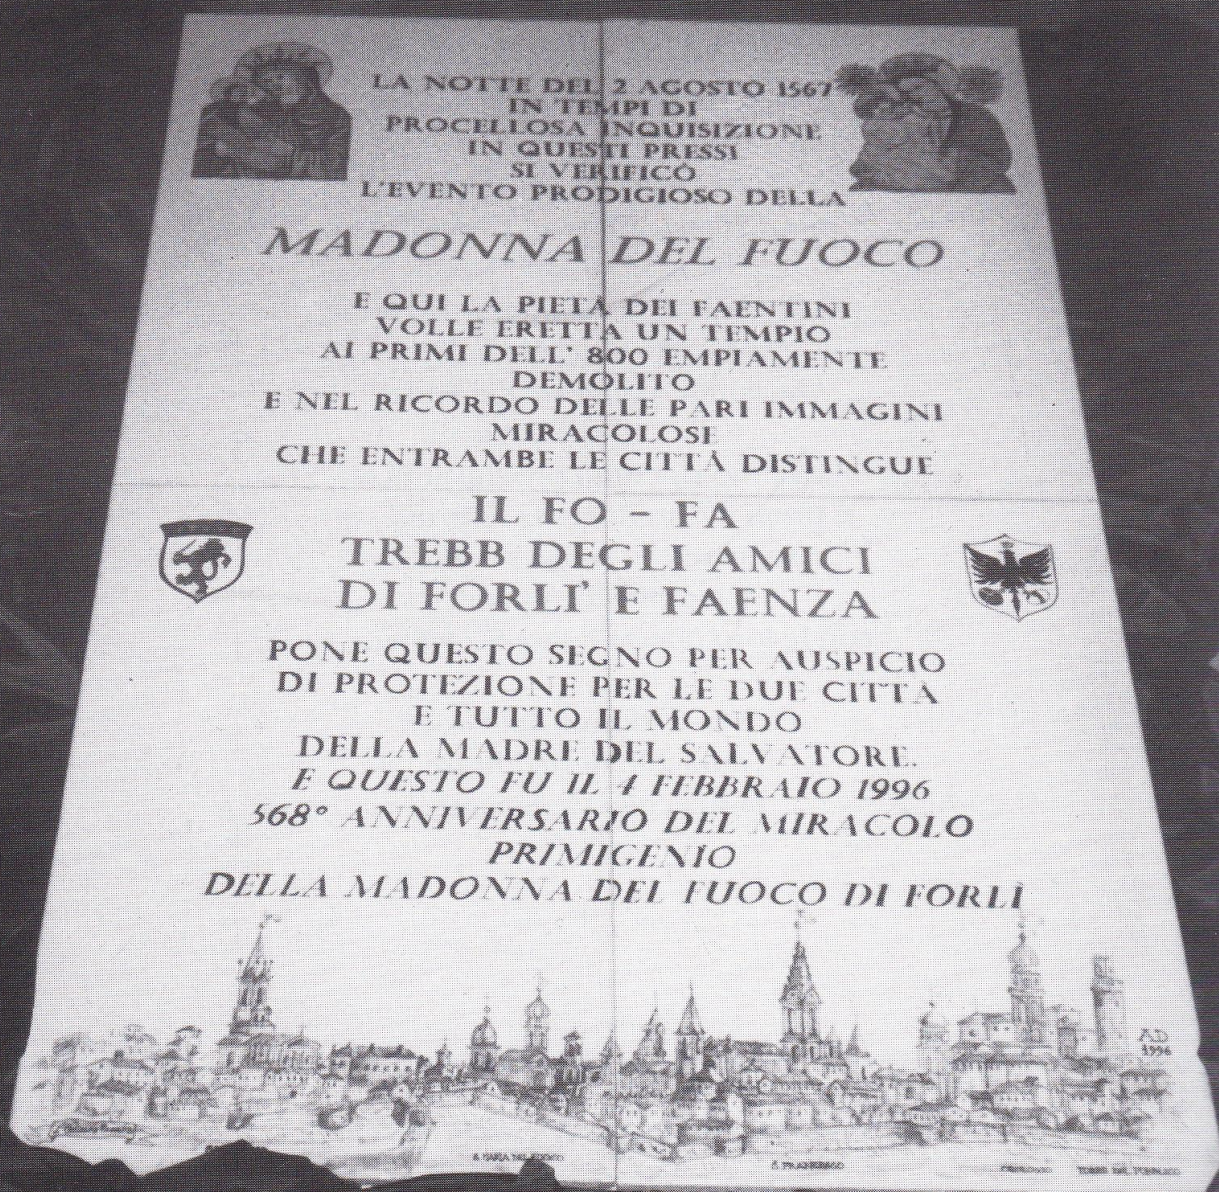 LA NOTTE DEL 2 AGOSTO 1567
IN TEMPI DI
PROCELLOSA INQUISIZIONE
IN QUESTI PRESSI
SI VERIFICÒ
L'EVENTO PRODIGIOSO DELLA
MADONNA DEL FUOCO
E QUI LA PIETÀ DEI FAENTINI
VOLLE ERETTA UN TEMPIO
AI PRIMI DELL' 800 EMPIAMENTE
DEMOLITO
E NEL RICORDO DELLE PARI IMMAGINI
MIRACOLOSE
CHE ENTRAMBE LE CITTÀ DISTINGUE
IL FO - FA
TREBB DEGLI AMICI
DI FORLI' E FAENZA
PONE QUESTO SEGNO PER AUSPICIO
DI PROTEZIONE PER LE DUE CITTÀ
E TUTTO IL MONDO
DELLA MADRE DEL SALVATORE.
E QUESTO FU IL 4 FEBBRAIO 1996
568° ANNIVERSARIO DEL MIRACOLO
PRIMIGENIO
DELLA MADONNA DEL FUOCO DI FORLÌ
AD
1996
S. FRANCESCO